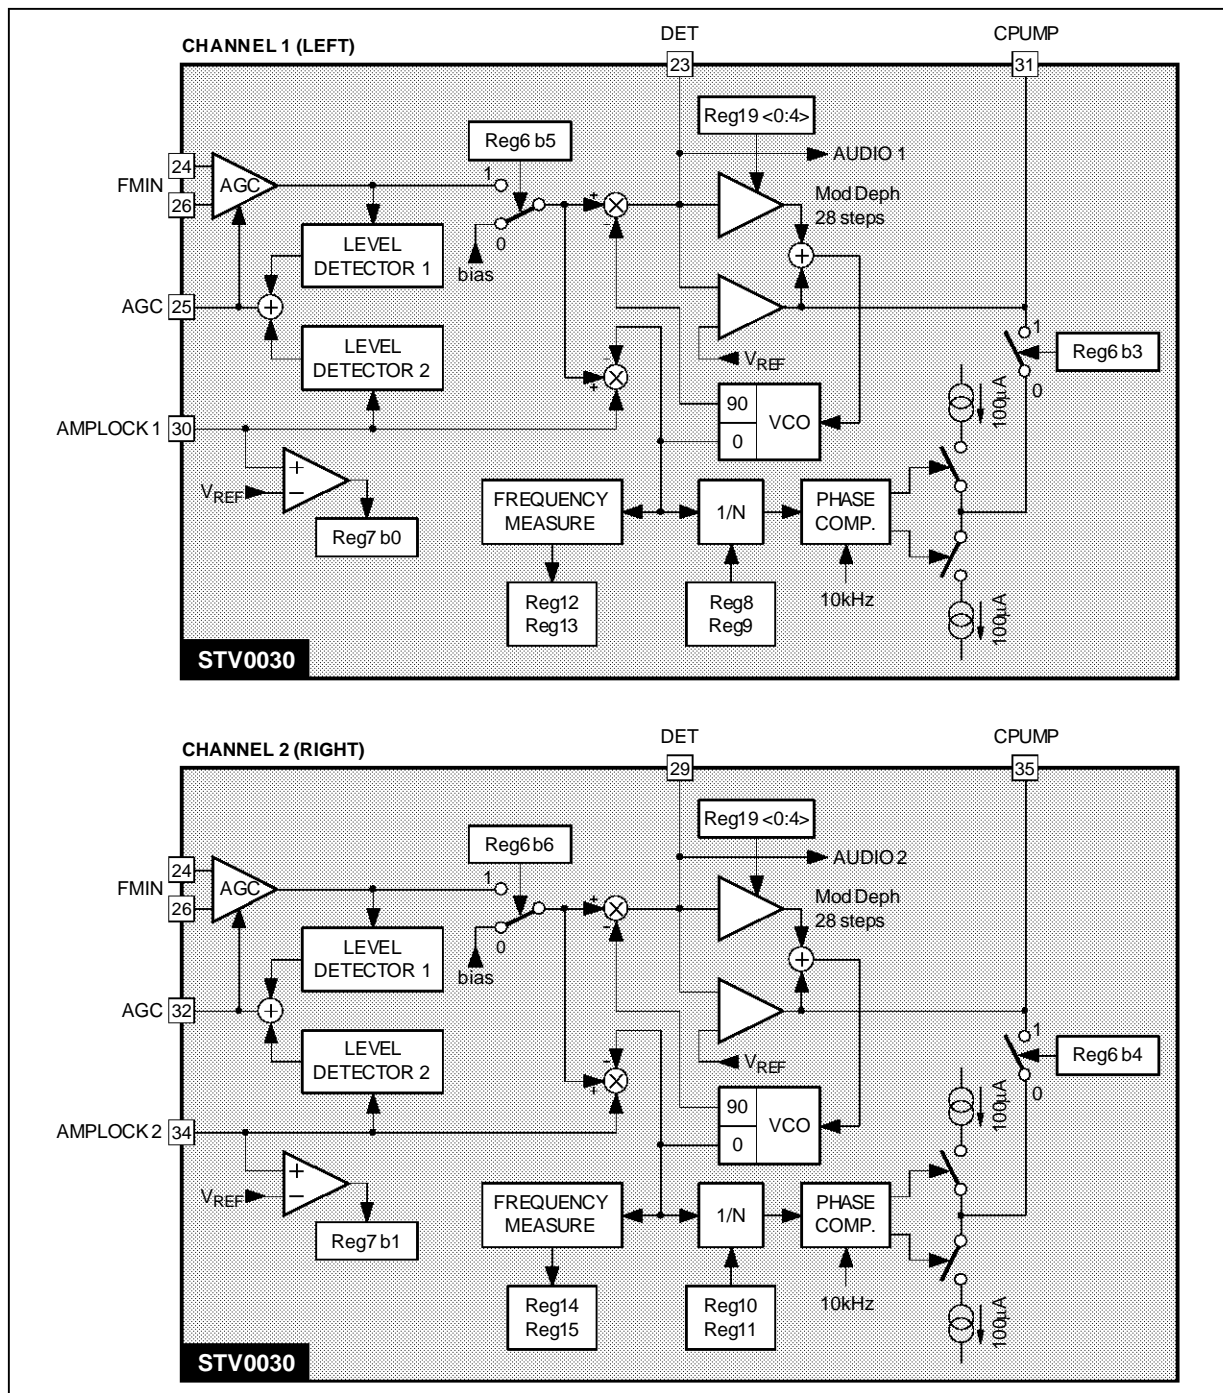 CHANNEL 1 (LEFT)
DET
CPUMP
23
31
Reg19 <0:4>
Reg6 b5
AUDIO 1
24
FMIN
AGC
1
+
Mod Deph
28 steps
26
0
bias
LEVEL
DETECTOR 1
+
AGC
25
+
1
Reg6 b3
LEVEL
DETECTOR 2
-
VREF
+
0
100µA
90
VCO
0
AMPLOCK 1
30
+
VREF
−
FREQUENCY
MEASURE
1/N
PHASE
COMP.
Reg7 b0
Reg12
Reg13
Reg8
Reg9
10kHz
100µA
STV0030
CHANNEL 2 (RIGHT)
DET
CPUMP
29
35
Reg19 <0:4>
Reg6 b6
AUDIO 2
24
FMIN
AGC
1
+
-
Mod Deph
28 steps
26
0
bias
LEVEL
DETECTOR 1
+
AGC
32
+
1
Reg6 b4
LEVEL
DETECTOR 2
-
VREF
+
0
100µA
90
VCO
0
AMPLOCK 2
34
+
VREF
−
FREQUENCY
MEASURE
1/N
PHASE
COMP.
Reg7 b1
Reg14
Reg15
Reg10
Reg11
10kHz
100µA
STV0030